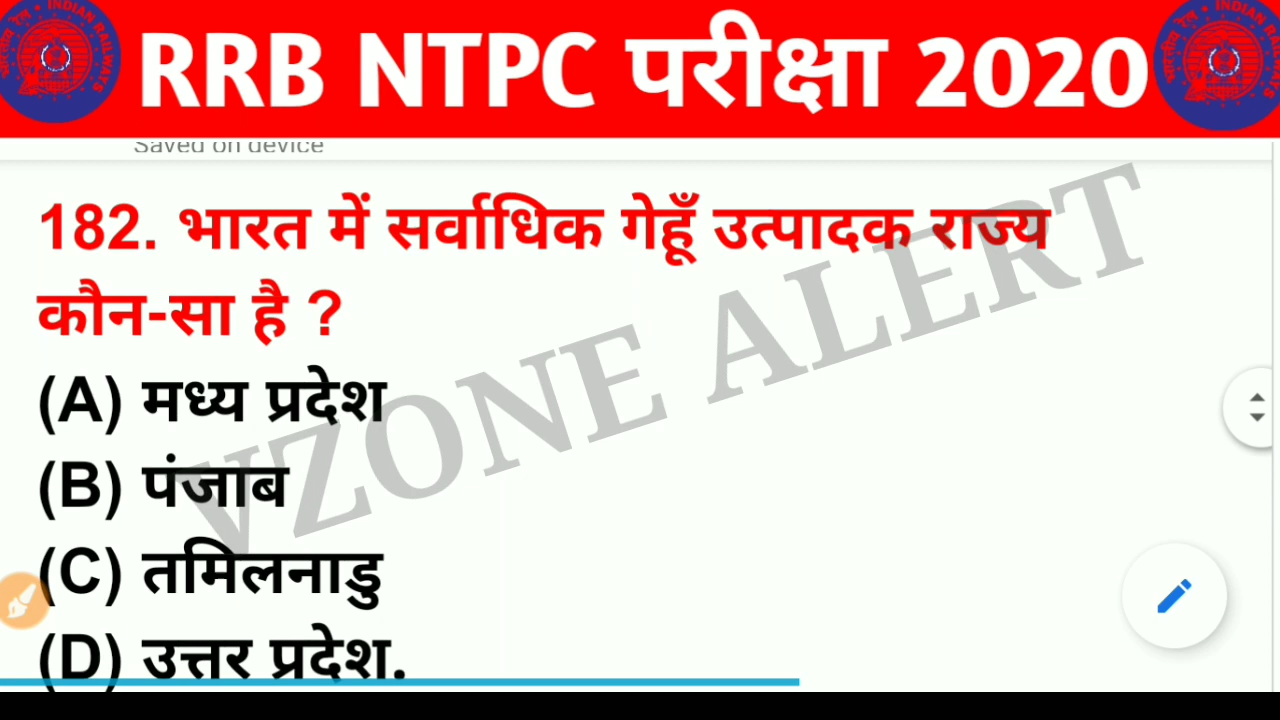 RRB NTPC परीक्षा 2020
Saved on device
182. भारत में सर्वाधिक गेहूँ उत्पादक राज्य
कौन-सा है ?
(A) मध्य प्रदेश
(B) पंजाब
(C) तमिलनाडु
(D) उत्तर प्रदेश.
VZONE ALERT